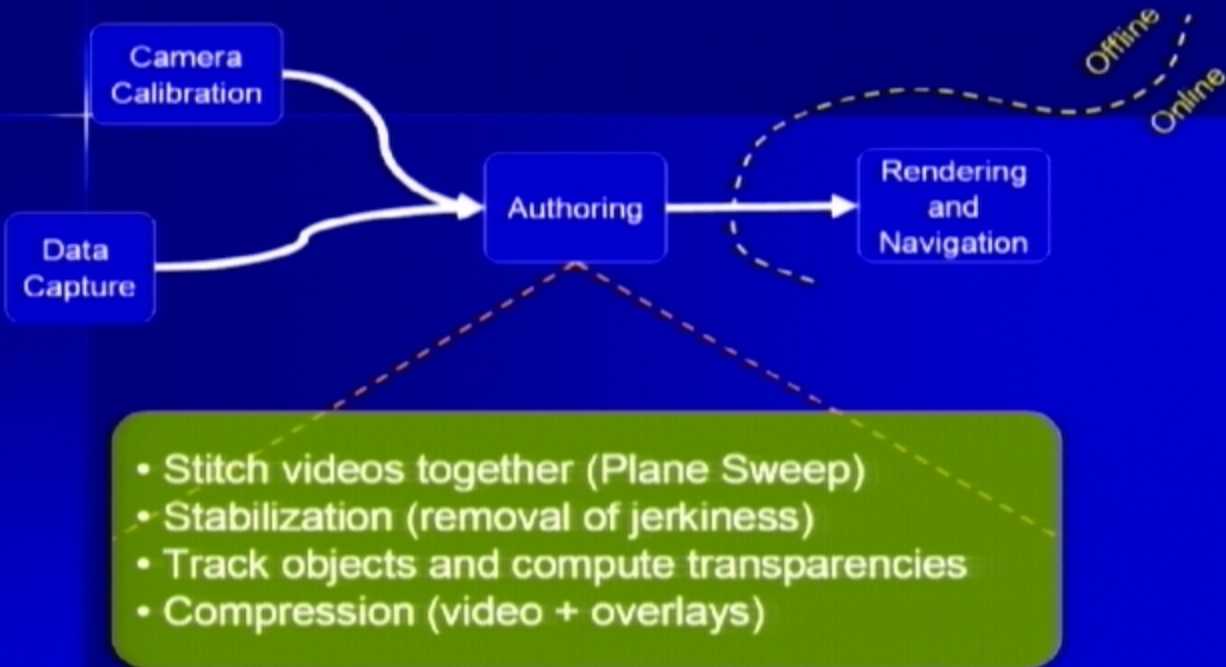 Camera
Calibration
Offline
Online
Data
Capture
Authoring
Rendering
and
Navigation
• Stitch videos together (Plane Sweep)
• Stabilization (removal of jerkiness)
• Track objects and compute transparencies
• Compression (video + overlays)